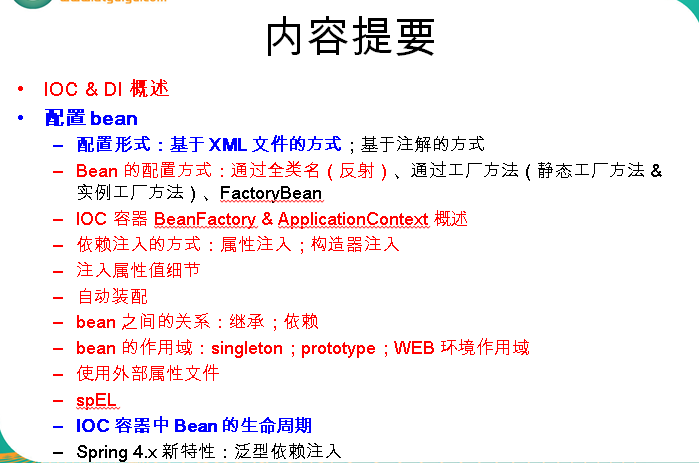 内容提要
• IOC & DI 概述
• 配置 bean
– 配置形式：基于 XML 文件的方式；基于注解的方式
– Bean 的配置方式：通过全类名（反射）、通过工厂方法（静态工厂方法 &
实例工厂方法）、FactoryBean
– IOC 容器 BeanFactory & ApplicationContext 概述
– 依赖注入的方式：属性注入；构造器注入
– 注入属性值细节
– 自动装配
– bean 之间的关系：继承；依赖
– bean 的作用域：singleton；prototype；WEB 环境作用域
– 使用外部属性文件
– spEL
– IOC 容器中 Bean 的生命周期
– Spring 4.x 新特性：泛型依赖注入